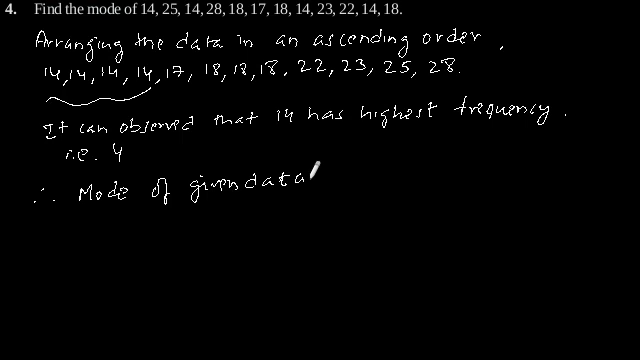 4. Find the mode of 14, 25, 14, 28, 18, 17, 18, 14, 23, 22, 14, 18.
Arranging the data in an ascending order,
14, 14, 14, 14, 17, 18, 18, 18, 22, 23, 25, 28.
It can observed that 14 has highest frequency.
i.e. 4
∴ Mode of given data